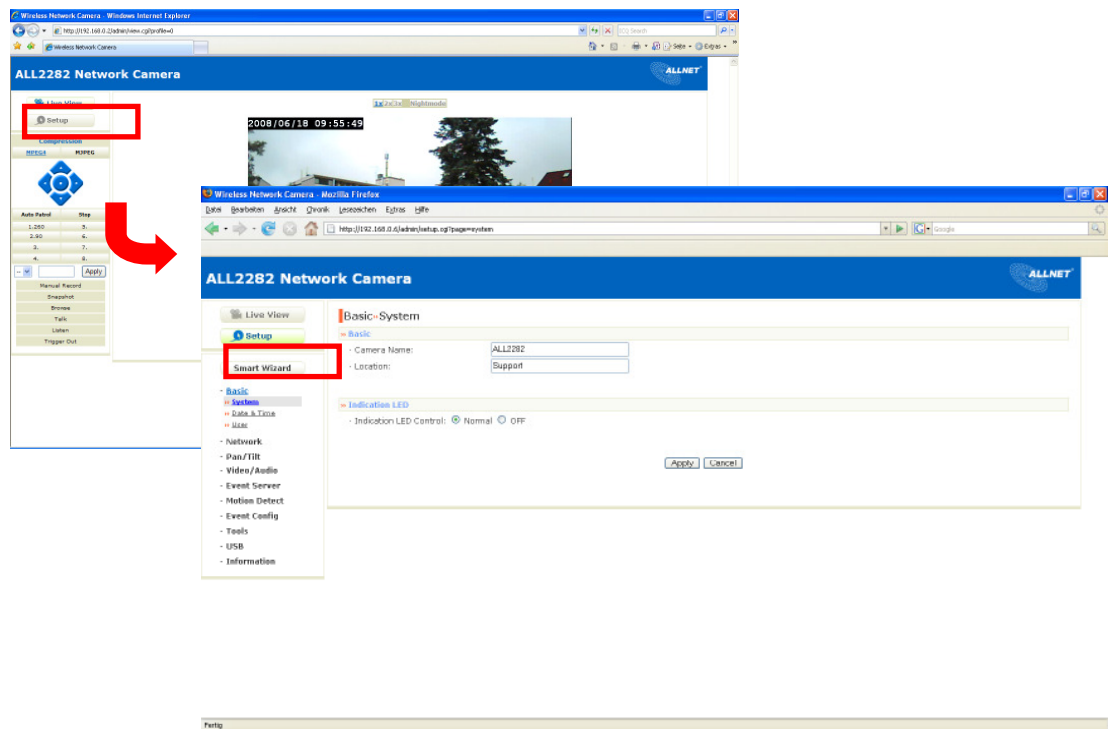 Wireless Network Camera - Windows Internet Explorer
http://192.168.0.2/admin/view.cgi?profile=0
ICQ Search
Wireless Network Camera
Seite
Extras
ALL2282 Network Camera
ALLNET
Live View
Setup
1x 2x 3x Nightmode
2008/06/18 09:55:49
Compression
MPEG4 MJPEG
Auto Patrol Stop
1.260 5.
2.90 6.
3. 7.
4. 8.
-- Apply
Manual Record
Snapshot
Browse
Talk
Listen
Trigger Out
Wireless Network Camera - Mozilla Firefox
Datei Bearbeiten Ansicht Chronik Lesezeichen Extras Hilfe
http://192.168.0.6/admin/setup.cgi?page=system
Google
ALL2282 Network Camera
ALLNET
Live View
Setup
Smart Wizard
- Basic
» System
» Date & Time
» User
- Network
- Pan/Tilt
- Video/Audio
- Event Server
- Motion Detect
- Event Config
- Tools
- USB
- Information
Basic»System
» Basic
· Camera Name: ALL2282
· Location: Support
» Indication LED
· Indication LED Control: Normal OFF
Apply Cancel
Fertig